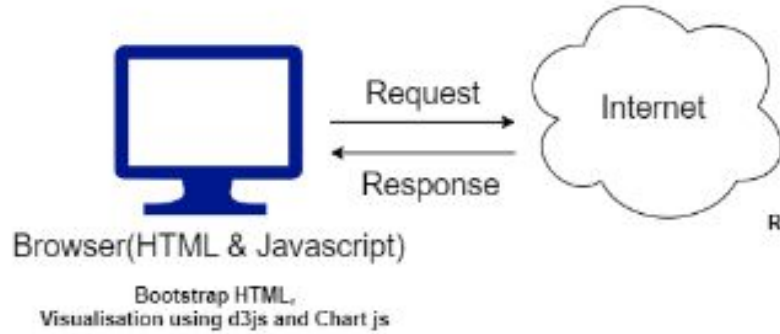 Request
Internet
Response
Browser(HTML & Javascript)
Bootstrap HTML,
Visualisation using d3js and Chart js
R